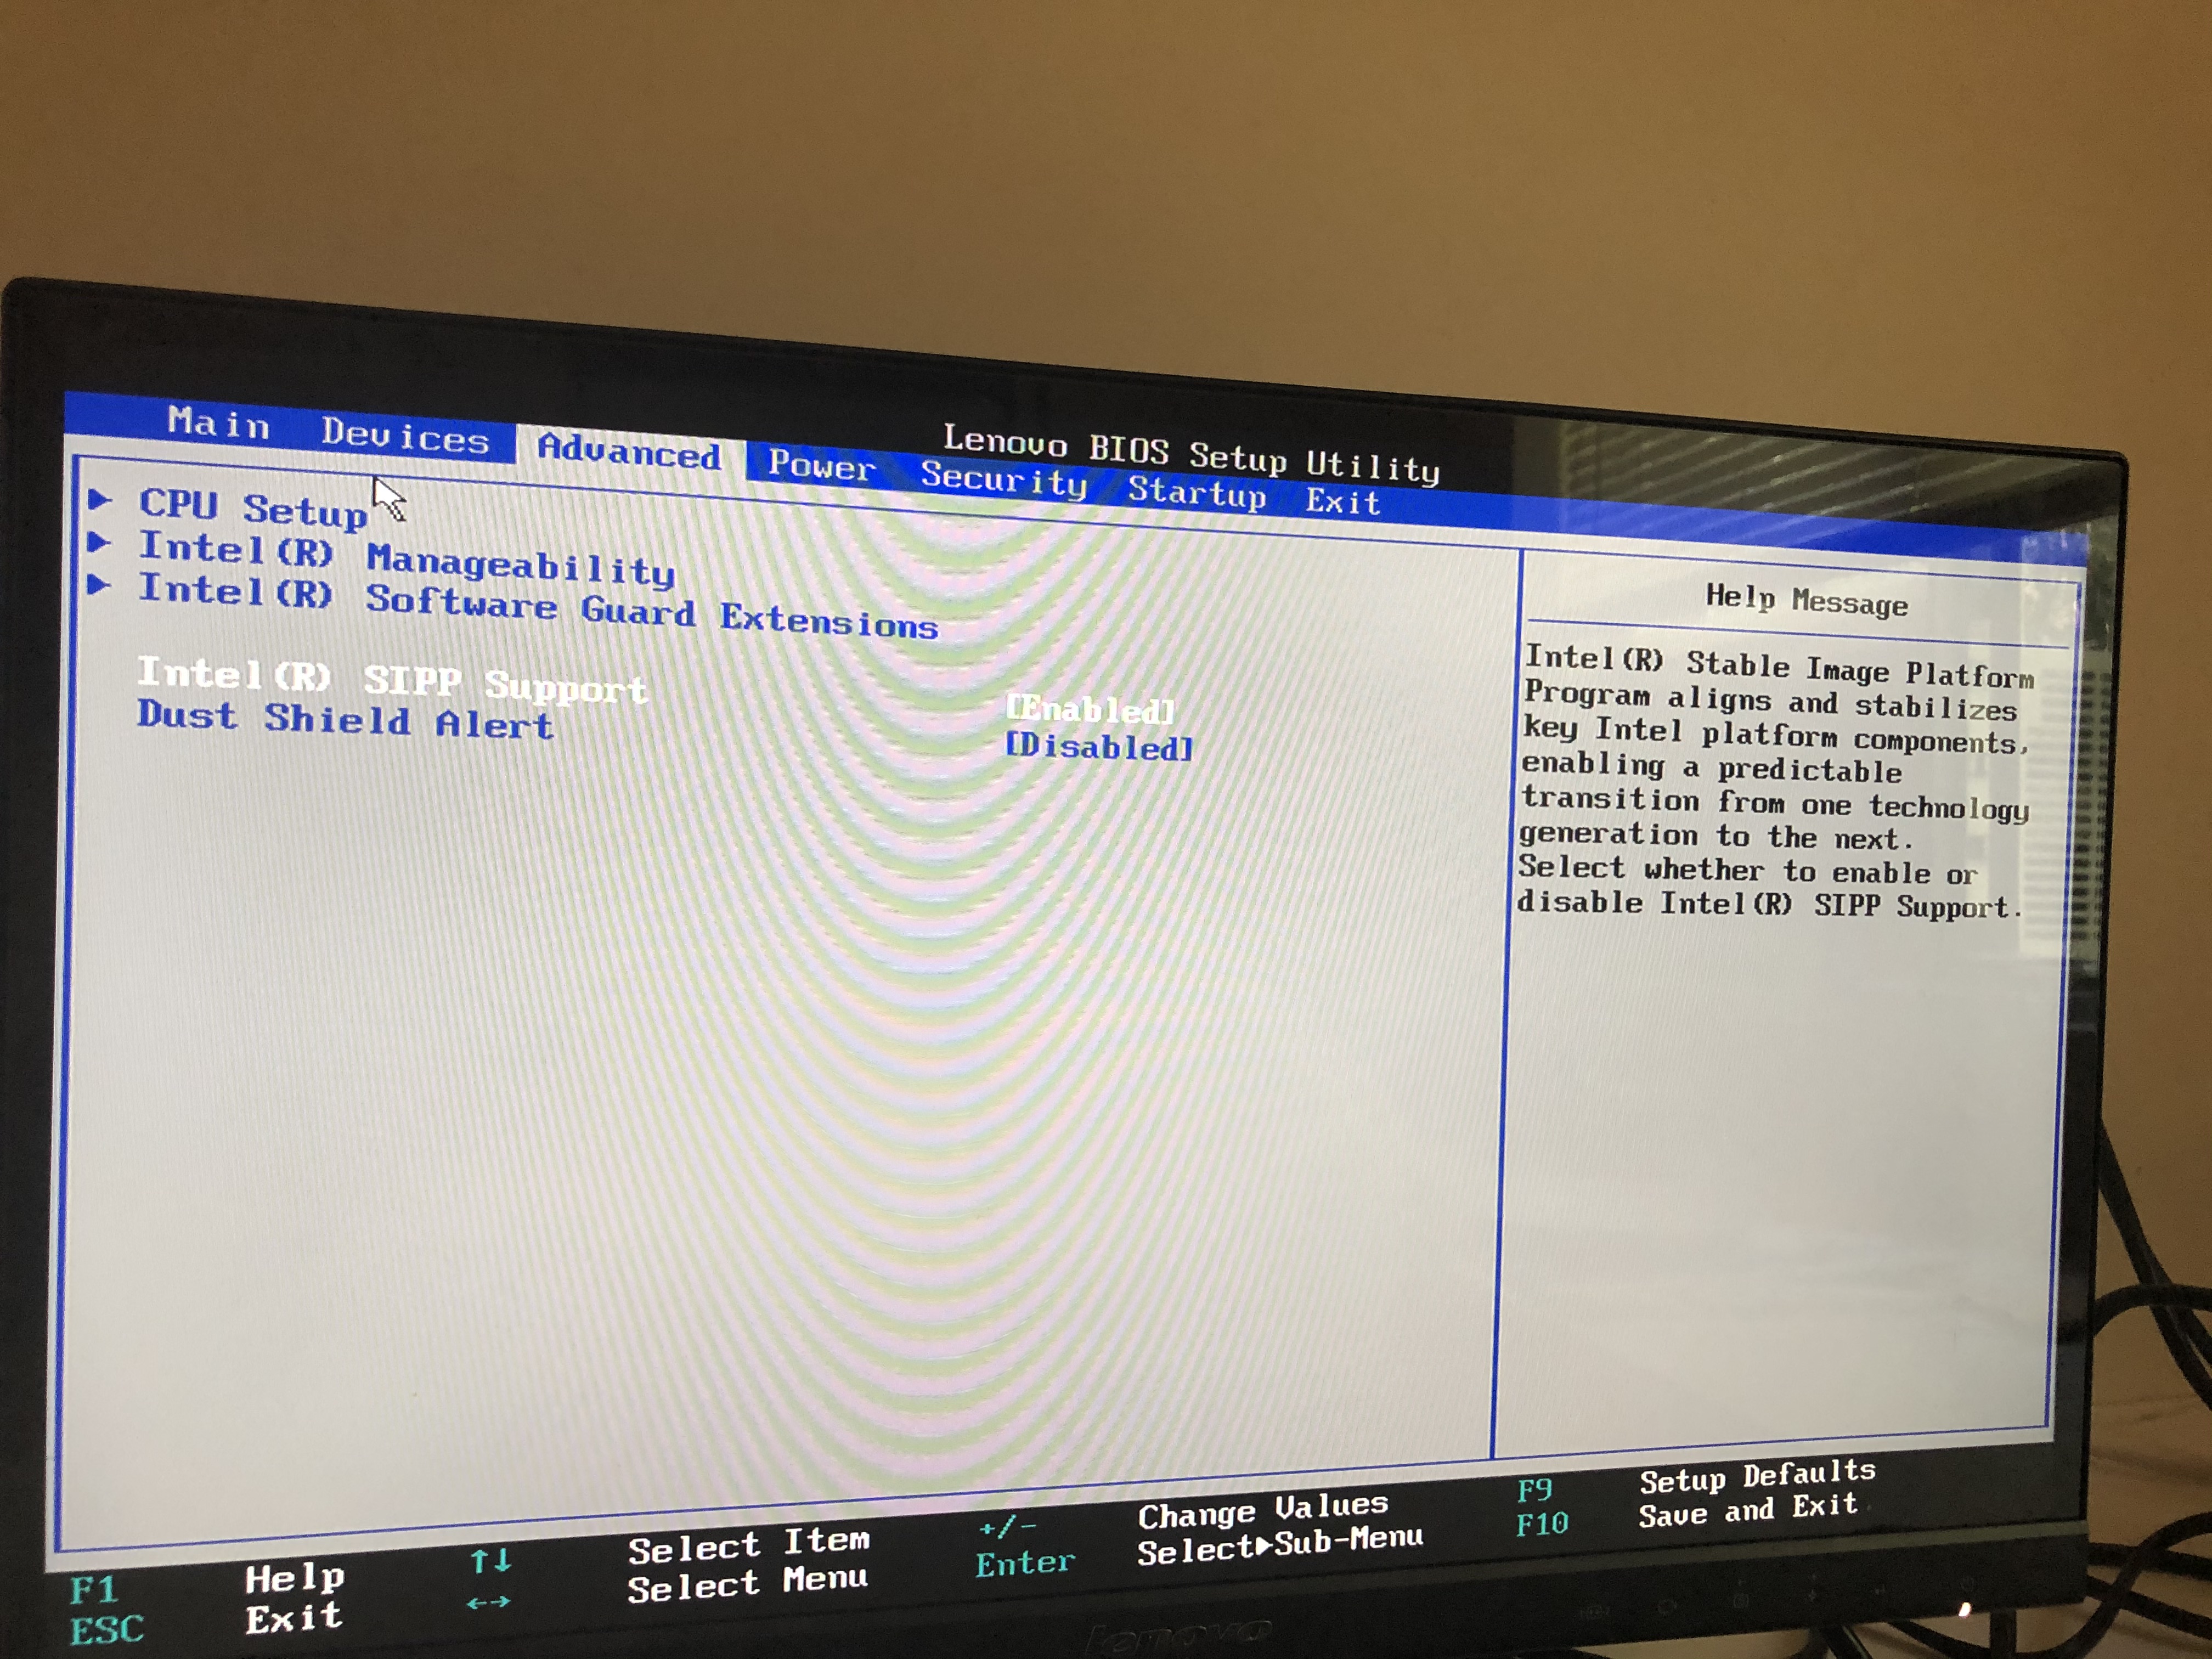 Lenovo BIOS Setup Utility
Main Devices Advanced Power Security Startup Exit
▶ CPU Setup
▶ Intel(R) Manageability
▶ Intel(R) Software Guard Extensions
Intel(R) SIPP Support [Enabled]
Dust Shield Alert [Disabled]
Help Message
Intel(R) Stable Image Platform
Program aligns and stabilizes
key Intel platform components,
enabling a predictable
transition from one technology
generation to the next.
Select whether to enable or
disable Intel(R) SIPP Support.
F1 Help ↑↓ Select Item +/- Change Values F9 Setup Defaults
ESC Exit ←→ Select Menu Enter Select▶Sub-Menu F10 Save and Exit
lenovo